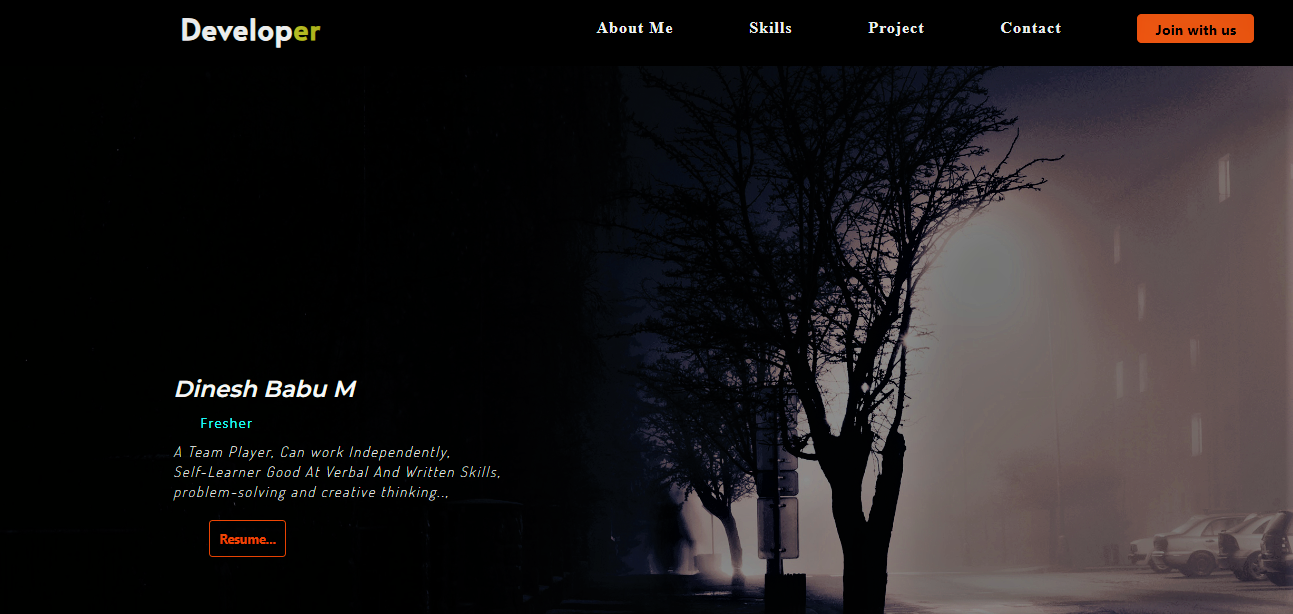 Developer
About Me
Skills
Project
Contact
Join with us
Dinesh Babu M
Fresher
A Team Player, Can work Independently,
Self-Learner Good At Verbal And Written Skills,
problem-solving and creative thinking..,
Resume...